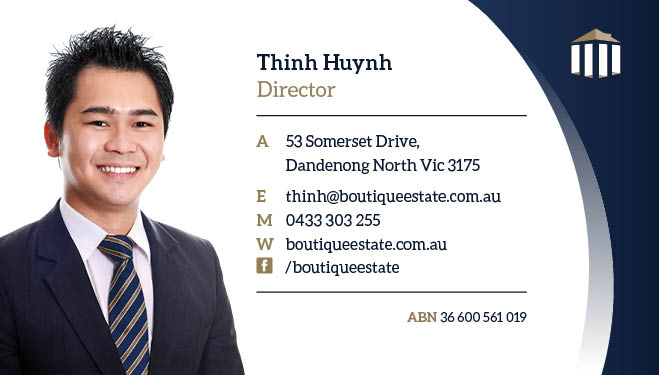 Thinh Huynh
Director
A 53 Somerset Drive,
Dandenong North Vic 3175
E thinh@boutiqueestate.com.au
M 0433 303 255
W boutiqueestate.com.au
f /boutiqueestate
ABN 36 600 561 019